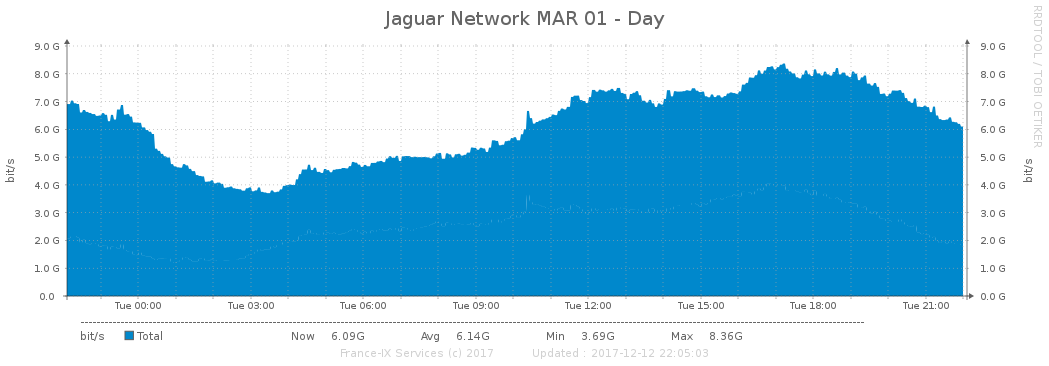 Jaguar Network MAR 01 - Day
RRDTOOL / TOBI OETIKER
bit/s
9.0 G 9.0 G
8.0 G 8.0 G
7.0 G 7.0 G
6.0 G 6.0 G
5.0 G 5.0 G
4.0 G 4.0 G
3.0 G 3.0 G
2.0 G 2.0 G
1.0 G 1.0 G
0.0 0.0 G
bit/s
Tue 00:00 Tue 03:00 Tue 06:00 Tue 09:00 Tue 12:00 Tue 15:00 Tue 18:00 Tue 21:00
bit/s Total Now 6.09G Avg 6.14G Min 3.69G Max 8.36G
France-IX Services (c) 2017 Updated : 2017-12-12 22:05:03